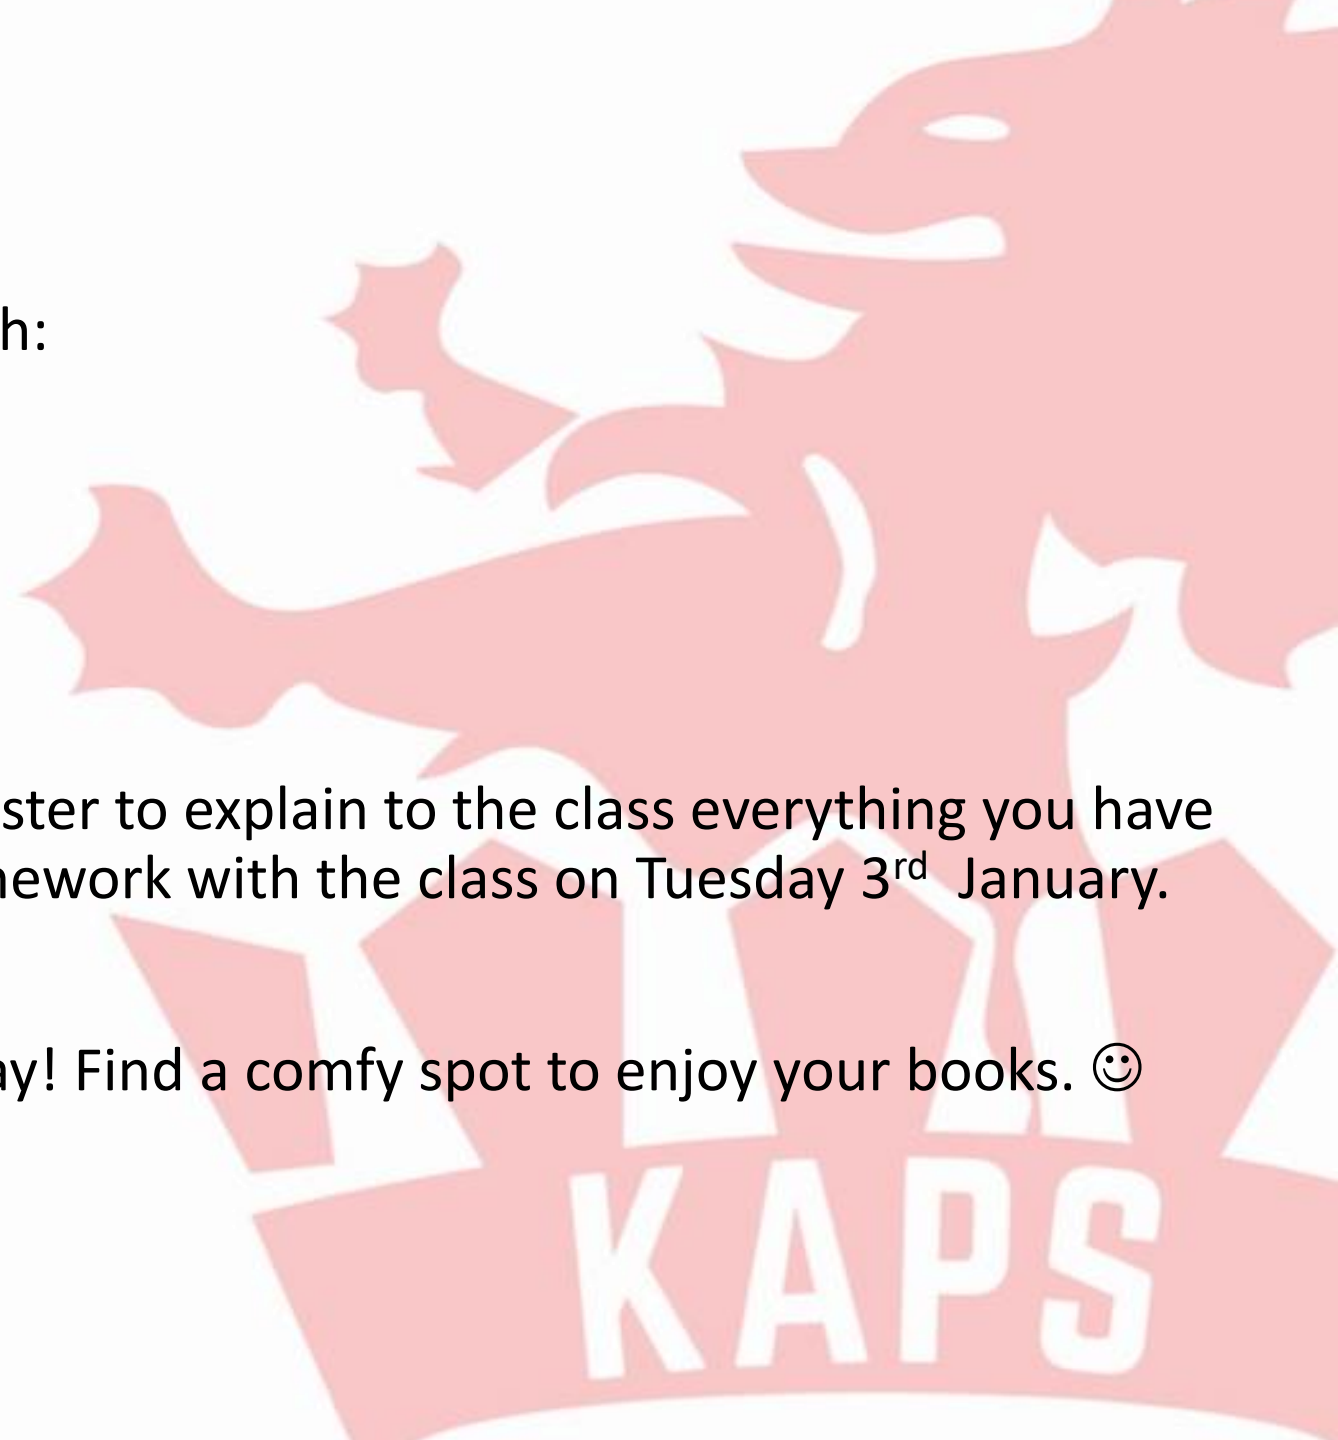 h:
ster to explain to the class everything you have
nework with the class on Tuesday 3rd January.
ay! Find a comfy spot to enjoy your books. ☺
KAPS